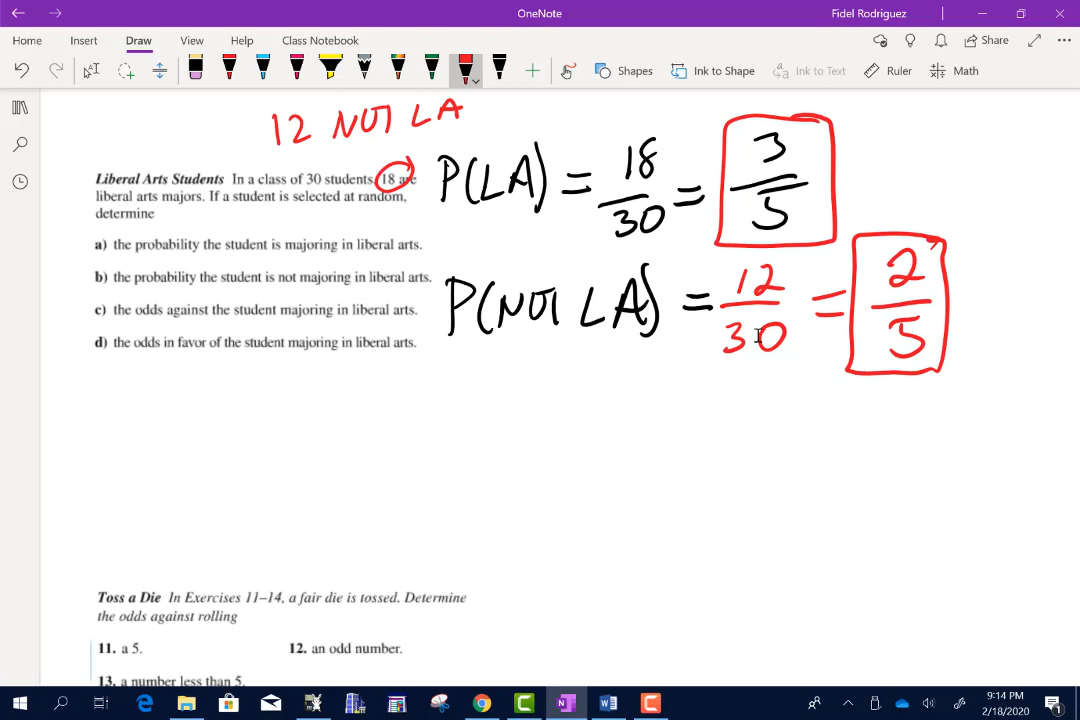 OneNote
Fidel Rodriguez
Home Insert Draw View Help Class Notebook
Share
Shapes Ink to Shape Ink to Text Ruler Math
12 NOT LA
Liberal Arts Students In a class of 30 students, 18 are
liberal arts majors. If a student is selected at random,
determine
a) the probability the student is majoring in liberal arts.
b) the probability the student is not majoring in liberal arts.
c) the odds against the student majoring in liberal arts.
d) the odds in favor of the student majoring in liberal arts.
P(LA) = 18/30 = 3/5
P(NOT LA) = 12/30 = 2/5
Toss a Die In Exercises 11–14, a fair die is tossed. Determine
the odds against rolling
11. a 5. 12. an odd number.
13. a number less than 5.
9:14 PM
2/18/2020
1